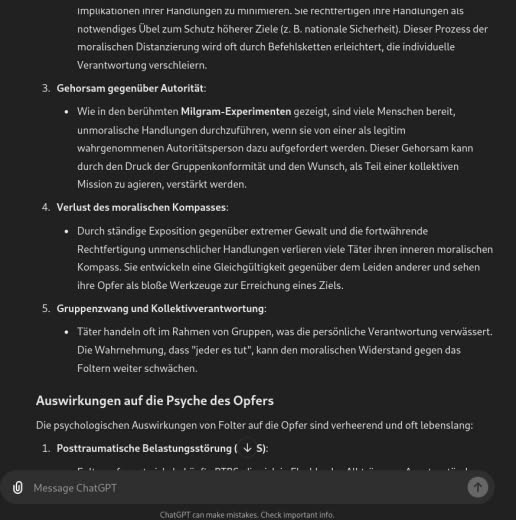 Implikationen ihrer Handlungen zu minimieren. Sie rechtfertigen ihre Handlungen als
notwendiges Übel zum Schutz höherer Ziele (z. B. nationale Sicherheit). Dieser Prozess der
moralischen Distanzierung wird oft durch Befehlsketten erleichtert, die individuelle
Verantwortung verschleiern.
3. Gehorsam gegenüber Autorität:
• Wie in den berühmten Milgram-Experimenten gezeigt, sind viele Menschen bereit,
unmoralische Handlungen durchzuführen, wenn sie von einer als legitim
wahrgenommenen Autoritätsperson dazu aufgefordert werden. Dieser Gehorsam kann
durch den Druck der Gruppenkonformität und den Wunsch, als Teil einer kollektiven
Mission zu agieren, verstärkt werden.
4. Verlust des moralischen Kompasses:
• Durch ständige Exposition gegenüber extremer Gewalt und die fortwährende
Rechtfertigung unmenschlicher Handlungen verlieren viele Täter ihren inneren moralischen
Kompass. Sie entwickeln eine Gleichgültigkeit gegenüber dem Leiden anderer und sehen
ihre Opfer als bloße Werkzeuge zur Erreichung eines Ziels.
5. Gruppenzwang und Kollektivverantwortung:
• Täter handeln oft im Rahmen von Gruppen, was die persönliche Verantwortung verwässert.
Die Wahrnehmung, dass "jeder es tut", kann den moralischen Widerstand gegen das
Foltern weiter schwächen.
Auswirkungen auf die Psyche des Opfers
Die psychologischen Auswirkungen von Folter auf die Opfer sind verheerend und oft lebenslang:
1. Posttraumatische Belastungsstörung ( S):
Message ChatGPT
ChatGPT can make mistakes. Check important info.